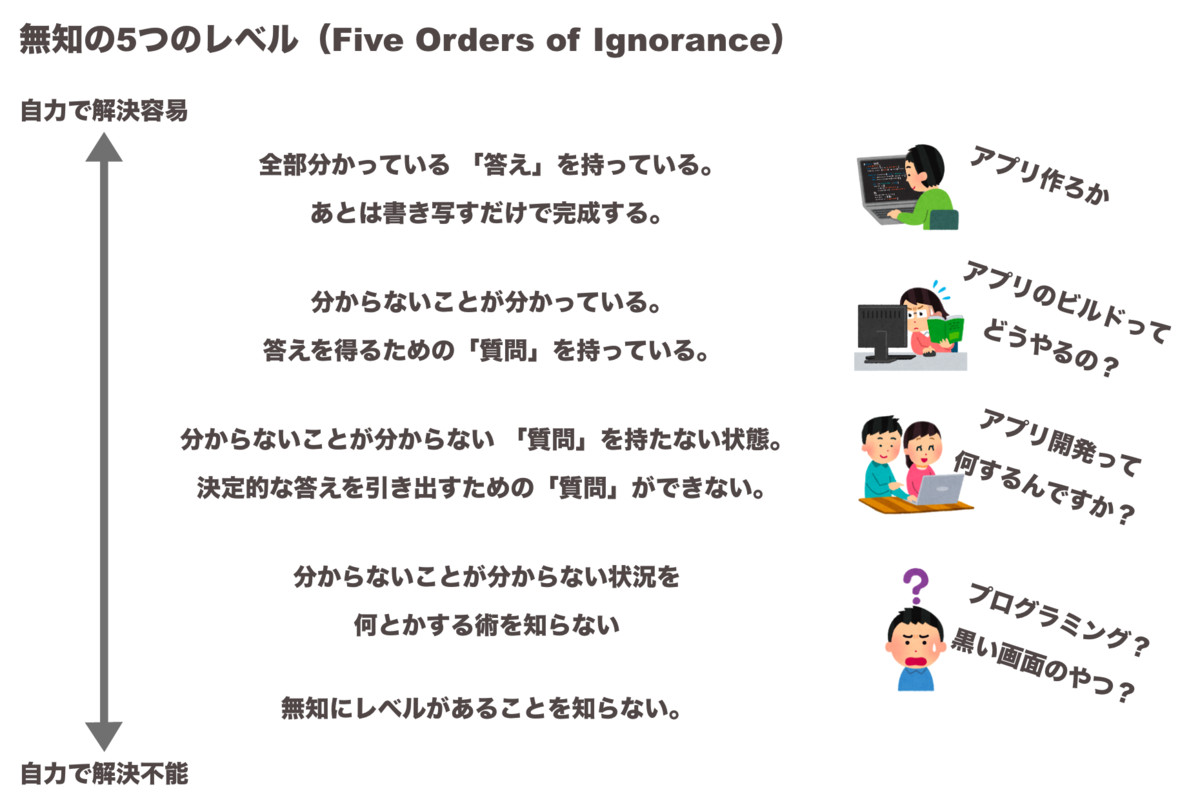 無知の5つのレベル（Five Orders of Ignorance）
自力で解決容易
全部分かっている 「答え」を持っている。
あとは書き写すだけで完成する。
アプリ作ろか
分からないことが分かっている。
答えを得るための「質問」を持っている。
アプリのビルドって
どうやるの？
分からないことが分からない 「質問」を持たない状態。
決定的な答えを引き出すための「質問」ができない。
アプリ開発って
何するんですか？
分からないことが分からない状況を
何とかする術を知らない
?
プログラミング？
黒い画面のやつ？
無知にレベルがあることを知らない。
自力で解決不能